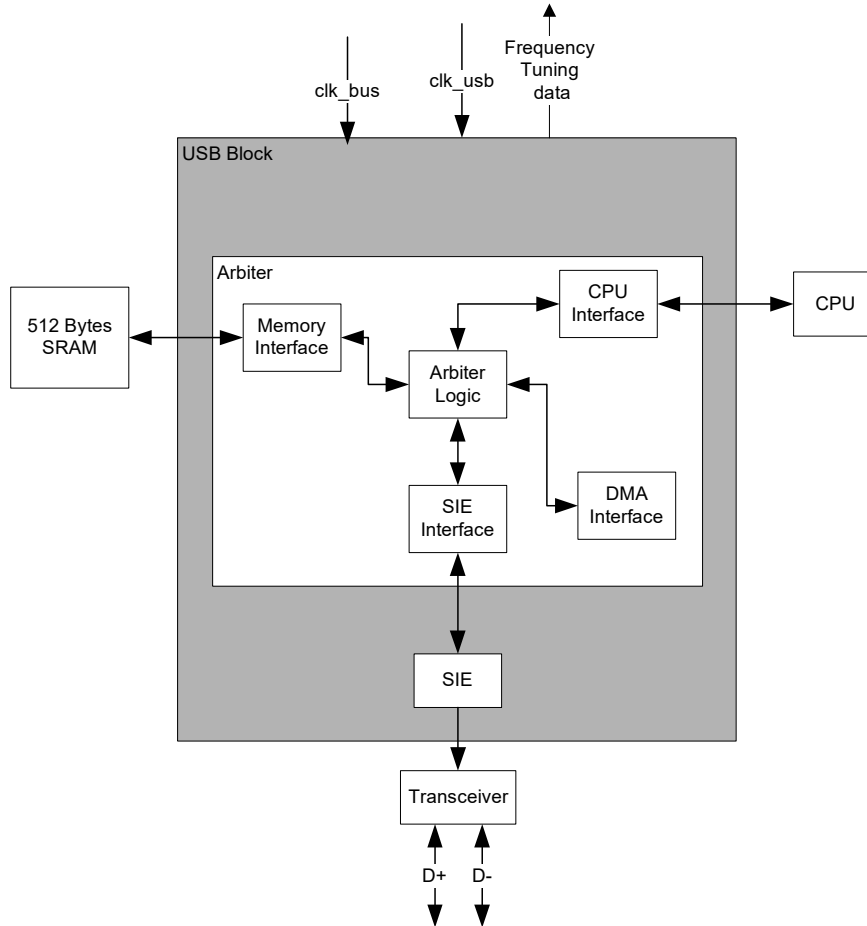 Frequency
Tuning
data
clk_bus
clk_usb
USB Block
Arbiter
512 Bytes
SRAM
Memory
Interface
CPU
Interface
CPU
Arbiter
Logic
SIE
Interface
DMA
Interface
SIE
Transceiver
D+
D-